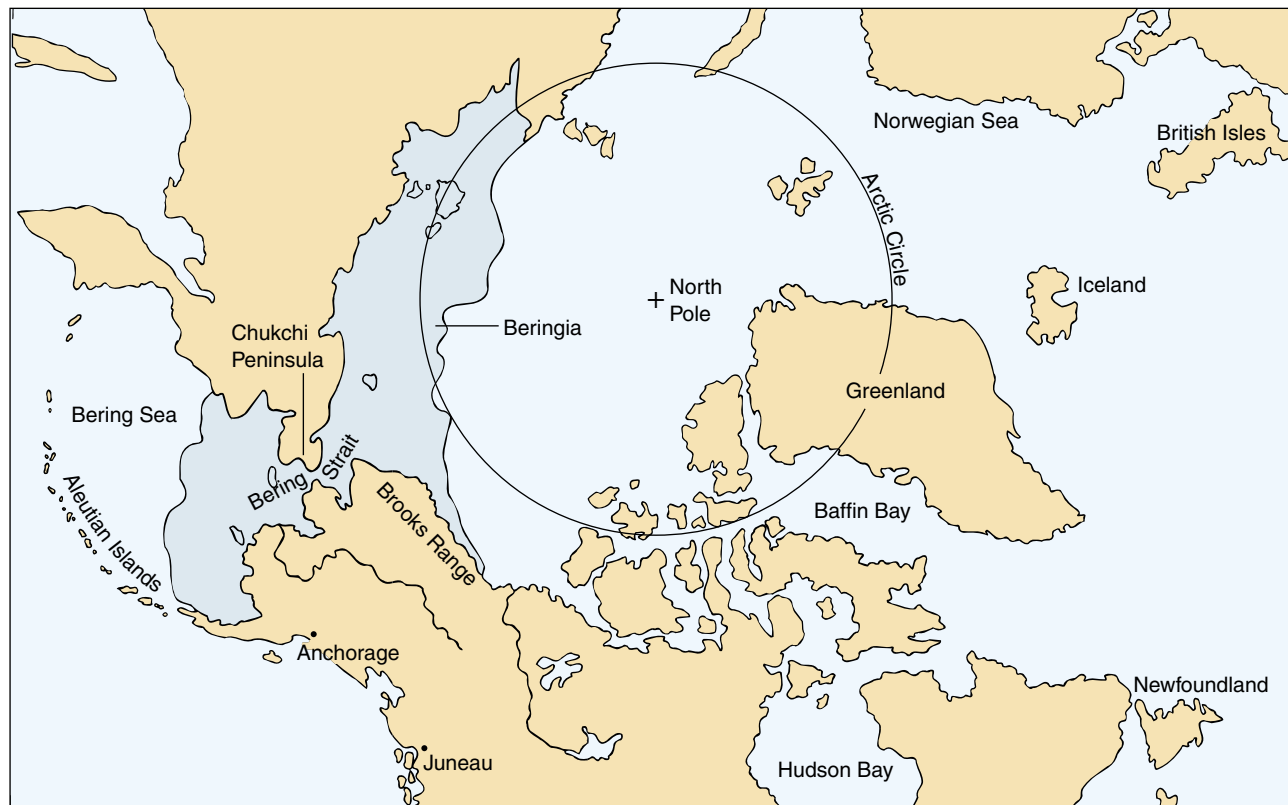 Norwegian Sea
British Isles
Arctic Circle
Iceland
North
Pole
Chukchi
Peninsula
Beringia
Greenland
Bering Sea
Bering Strait
Aleutian Islands
Brooks Range
Baffin Bay
Anchorage
Newfoundland
Juneau
Hudson Bay